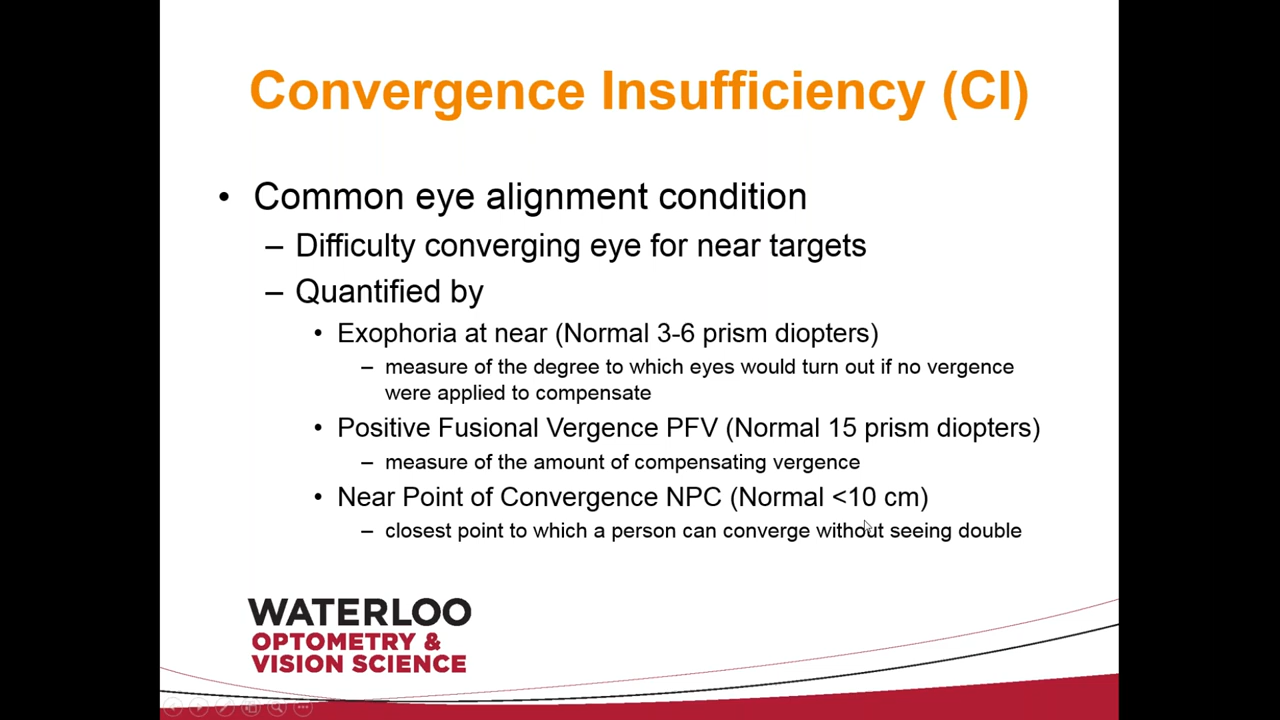 Convergence Insufficiency (CI)
• Common eye alignment condition
– Difficulty converging eye for near targets
– Quantified by
• Exophoria at near (Normal 3-6 prism diopters)
– measure of the degree to which eyes would turn out if no vergence
were applied to compensate
• Positive Fusional Vergence PFV (Normal 15 prism diopters)
– measure of the amount of compensating vergence
• Near Point of Convergence NPC (Normal <10 cm)
– closest point to which a person can converge without seeing double
WATERLOO
OPTOMETRY &
VISION SCIENCE